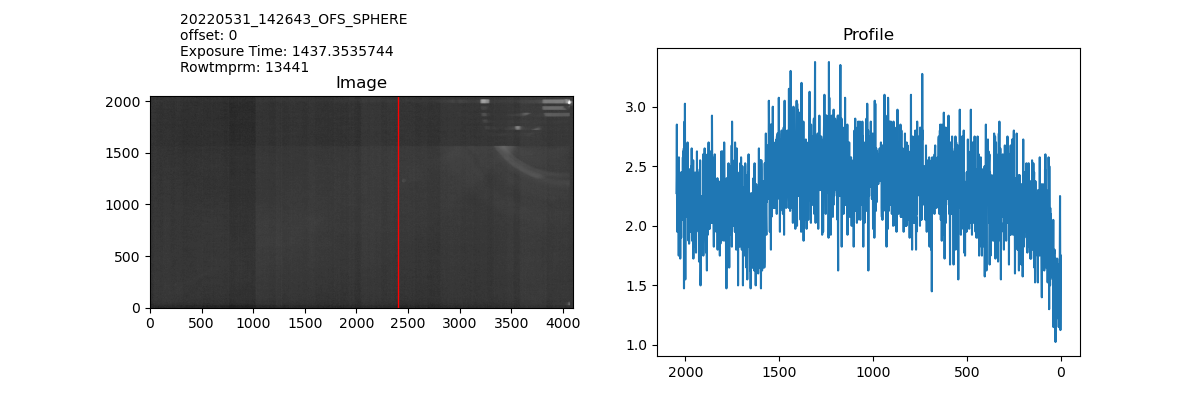 20220531_142643_OFS_SPHERE
offset: 0
Exposure Time: 1437.3535744
Rowtmprm: 13441
Image
2000
1500
1000
500
0
0 500 1000 1500 2000 2500 3000 3500 4000
Profile
3.0
2.5
2.0
1.5
1.0
2000 1500 1000 500 0